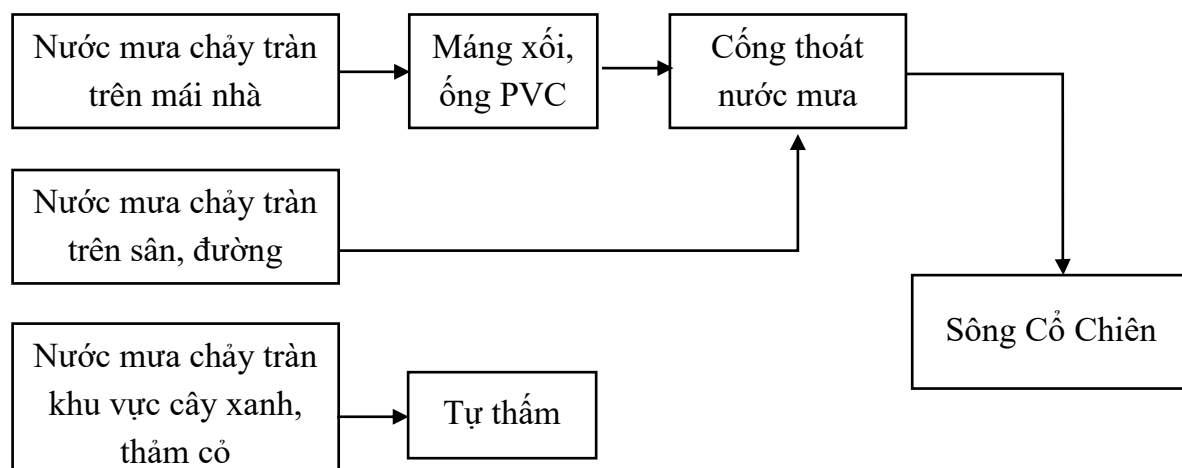 Nước mưa chảy tràn
trên mái nhà
Máng xối,
ống PVC
Cống thoát
nước mưa
Nước mưa chảy tràn
trên sân, đường
Sông Cổ Chiên
Nước mưa chảy tràn
khu vực cây xanh,
thảm cỏ
Tự thấm